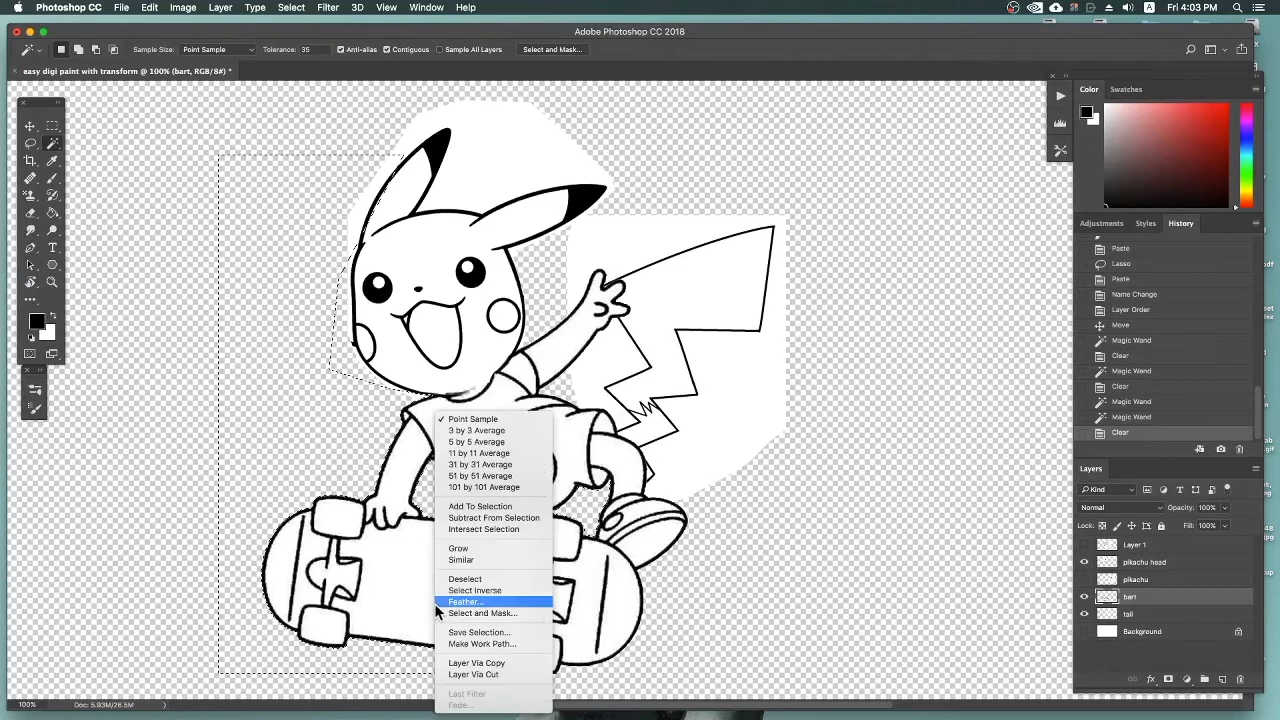 Photoshop CC File Edit Image Layer Type Select Filter 3D View Window Help Fri 4:03 PM
Adobe Photoshop CC 2018
Sample Size: Point Sample Tolerance: 35 Anti-alias Contiguous Sample All Layers Select and Mask...
easy digi paint with transform @ 100% (bart, RGB/8#) *
Color Swatches
Adjustments Styles History
Paste
Lasso
Paste
Name Change
Layer Order
Move
Magic Wand
Clear
Magic Wand
Clear
Magic Wand
Magic Wand
Clear
Point Sample
3 by 3 Average
5 by 5 Average
11 by 11 Average
31 by 31 Average
51 by 51 Average
101 by 101 Average
Add To Selection
Subtract From Selection
Intersect Selection
Grow
Similar
Deselect
Select Inverse
Feather...
Select and Mask...
Save Selection...
Make Work Path...
Layer Via Copy
Layer Via Cut
Last Filter
Fade...
Layers
Kind
Normal Opacity: 100%
Lock: Fill: 100%
Layer 1
pikachu head
pikachu
bart
tail
Background
100% Doc: 5.93M/26.5M